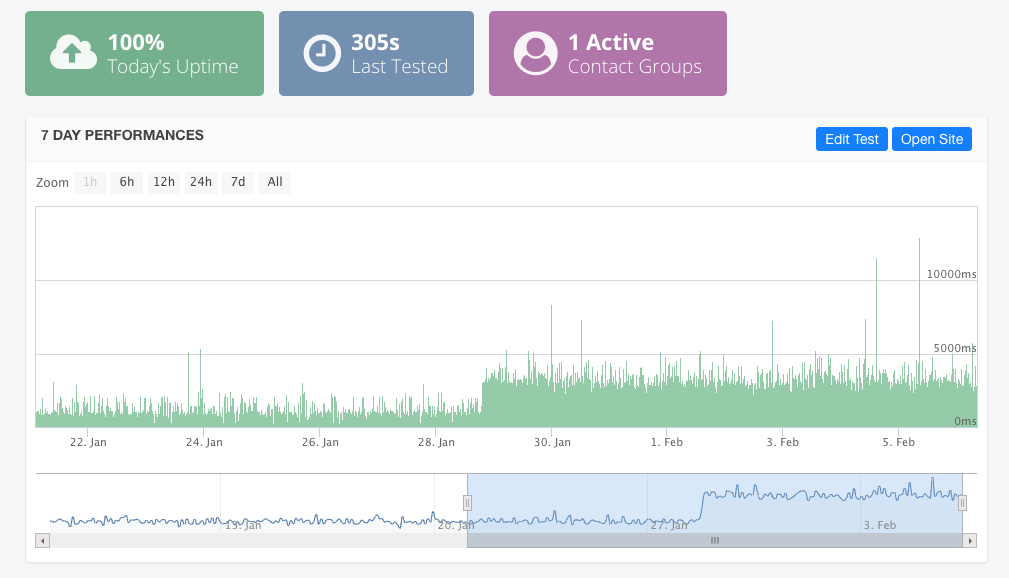 100%
Today's Uptime
305s
Last Tested
1 Active
Contact Groups
7 DAY PERFORMANCES
Edit Test
Open Site
Zoom 1h 6h 12h 24h 7d All
10000ms
5000ms
0ms
22. Jan 24. Jan 26. Jan 28. Jan 30. Jan 1. Feb 3. Feb 5. Feb
13. Jan 20. Jan 27. Jan 3. Feb